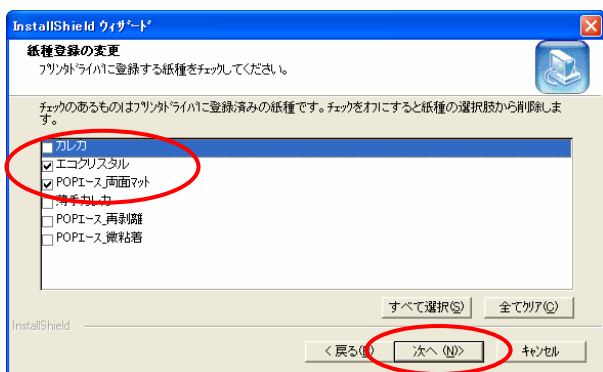 InstallShield ウィザード
紙種登録の変更
プリンタドライバに登録する紙種をチェックしてください。
チェックのあるものはプリンタドライバに登録済みの紙種です。チェックをオフにすると紙種の選択肢から削除しま
す。
カレカ
エコクリスタル
POPエース_両面マット
薄手カレカ
POPエース_再剥離
POPエース_微粘着
すべて選択(S)
全てクリア(C)
InstallShield
< 戻る(B)
次へ (N)>
キャンセル